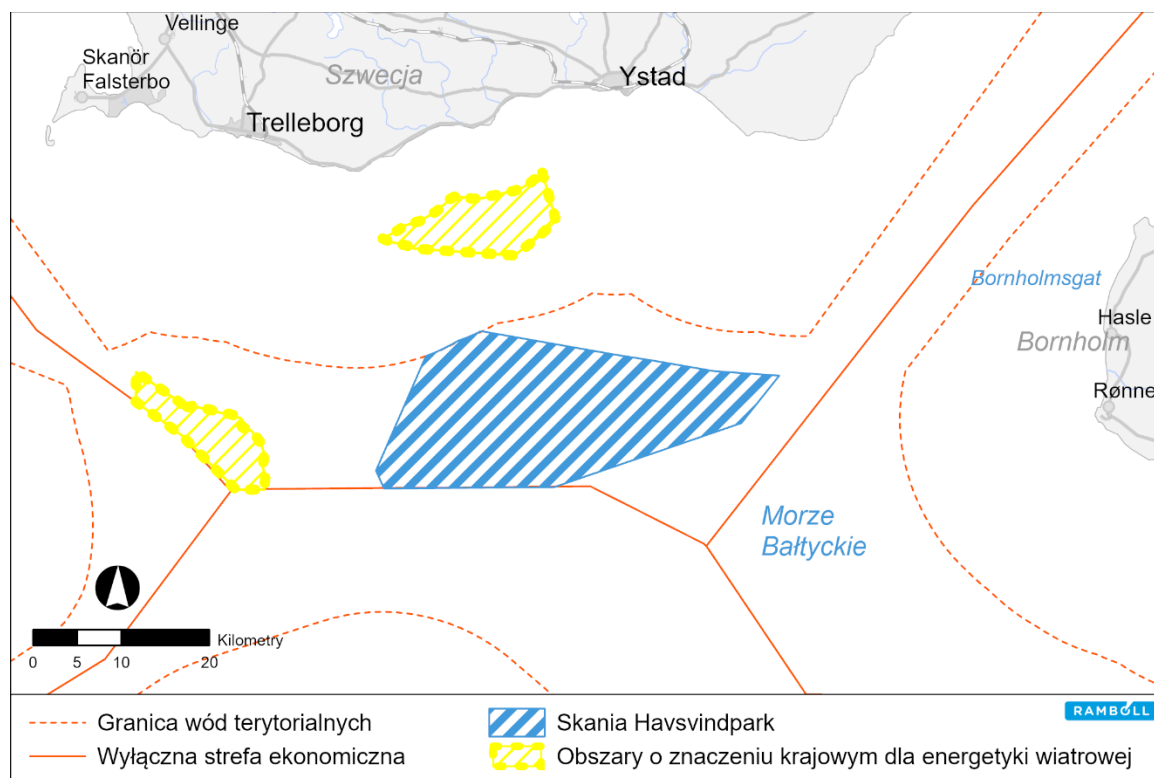 Vellinge
Skanör
Falsterbo
Szwecja
Ystad
Trelleborg
Bornholmsgat
Hasle
Bornholm
Rønne
Morze
Bałtyckie
Kilometry
0 5 10 20
Granica wód terytorialnych
Skania Havsvindpark
RAMBOLL
Wyłączna strefa ekonomiczna
Obszary o znaczeniu krajowym dla energetyki wiatrowej